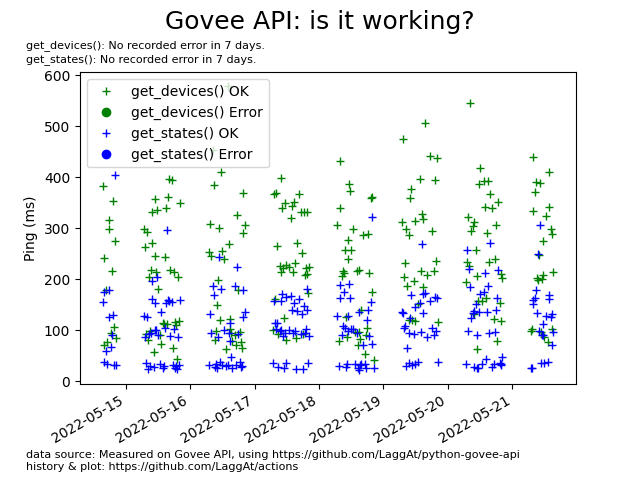 Govee API: is it working?
get_devices(): No recorded error in 7 days.
get_states(): No recorded error in 7 days.
get_devices() OK
get_devices() Error
get_states() OK
get_states() Error
Ping (ms)
600
500
400
300
200
100
0
2022-05-15
2022-05-16
2022-05-17
2022-05-18
2022-05-19
2022-05-20
2022-05-21
data source: Measured on Govee API, using https://github.com/LaggAt/python-govee-api
history & plot: https://github.com/LaggAt/actions